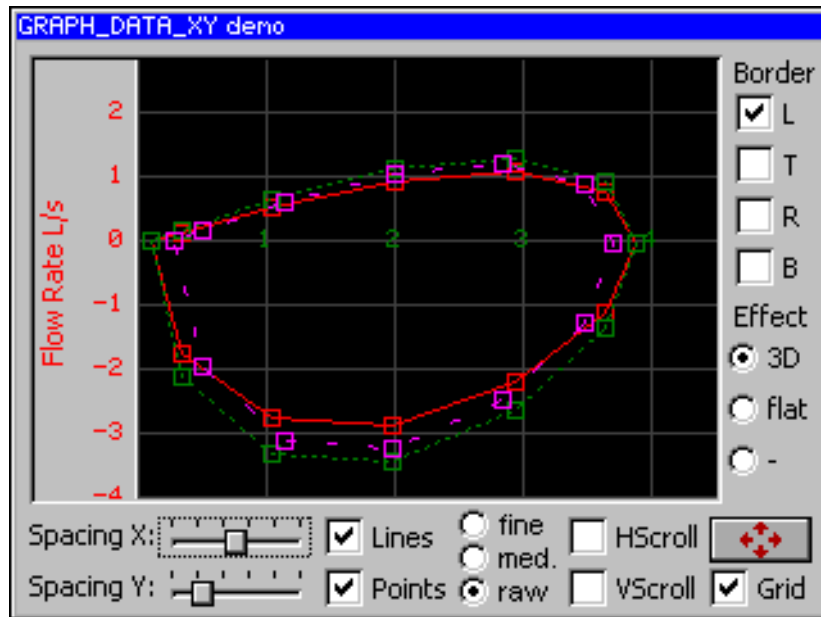 GRAPH_DATA_XY demo
Border
L
T
R
B
Effect
3D
flat
-
Flow Rate L/s
2
1
0
-1
-2
-3
-4
1 2 3 4
Spacing X:
Lines
fine
med.
raw
HScroll
Spacing Y:
Points
VScroll
Grid